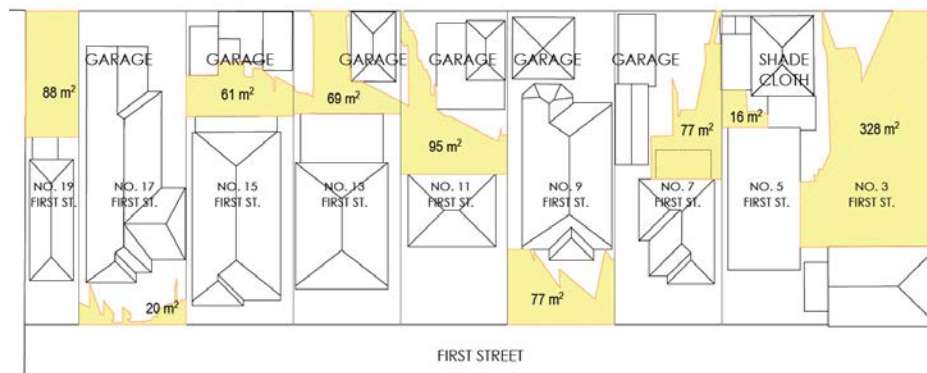 GARAGE
GARAGE
GARAGE
GARAGE
GARAGE
GARAGE
SHADE
CLOTH
88 m²
61 m²
69 m²
95 m²
77 m²
16 m²
328 m²
NO. 19
FIRST ST.
NO. 17
FIRST ST.
NO. 15
FIRST ST.
NO. 13
FIRST ST.
NO. 11
FIRST ST.
NO. 9
FIRST ST.
NO. 7
FIRST ST.
NO. 5
FIRST ST.
NO. 3
FIRST ST.
20 m²
77 m²
FIRST STREET